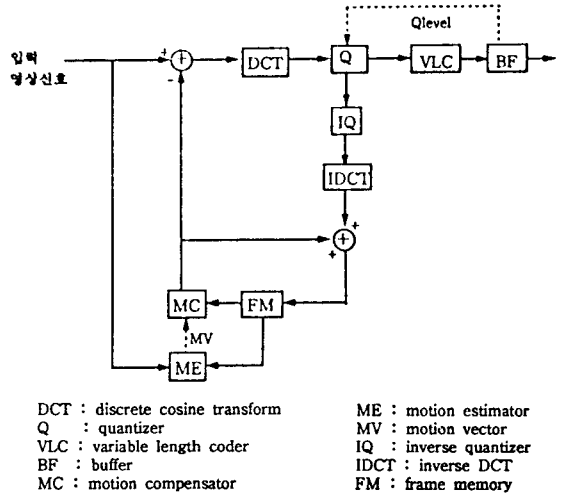 Qlevel
입력
영상신호
+
-
+
DCT
Q
VLC
BF
IQ
IDCT
+
+
+
MC
FM
MV
ME
DCT : discrete cosine transform
Q : quantizer
VLC : variable length coder
BF : buffer
MC : motion compensator
ME : motion estimator
MV : motion vector
IQ : inverse quantizer
IDCT : inverse DCT
FM : frame memory